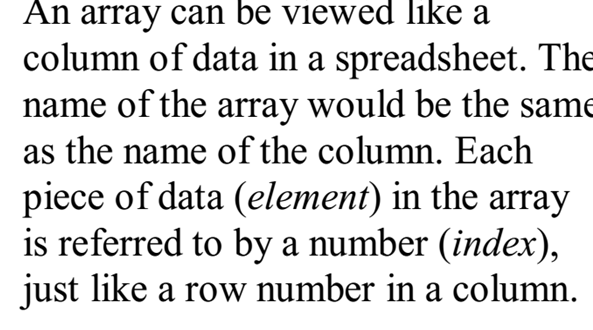 An array can be viewed like a
column of data in a spreadsheet. The
name of the array would be the same
as the name of the column. Each
piece of data (element) in the array
is referred to by a number (index),
just like a row number in a column.